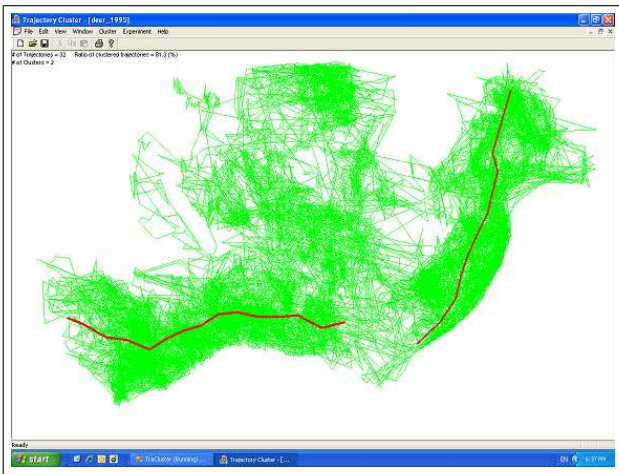 Trajectory Cluster - [deer_1995]
File Edit View Window Cluster Experiment Help
# of Trajectories = 32 Ratio of clustered trajectories = 81.3 (%)
# of Clusters = 2
Ready
start TraCluster (Running) ... Trajectory Cluster - [... EN 6:37 PM